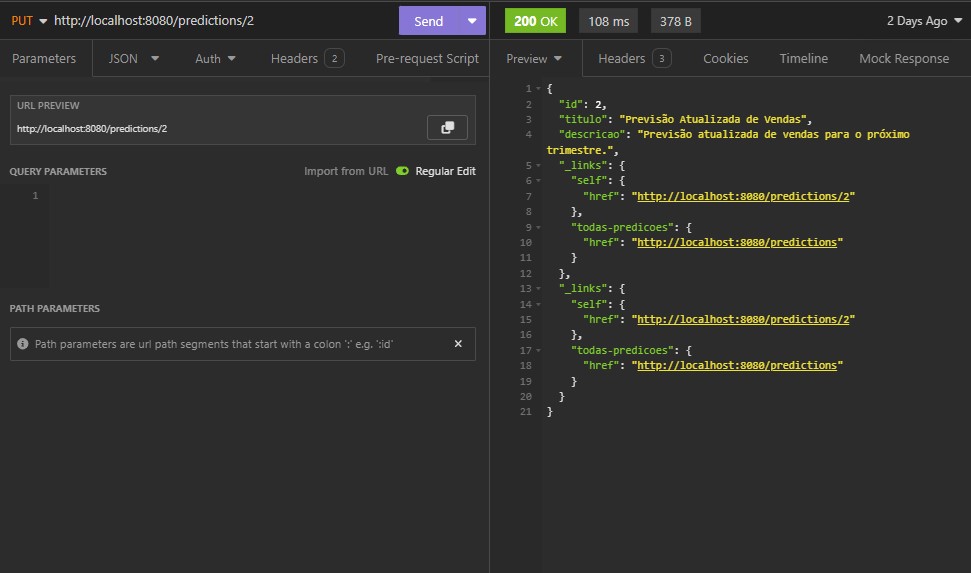 PUT http://localhost:8080/predictions/2 Send
Parameters JSON Auth Headers 2 Pre-request Script
URL PREVIEW
http://localhost:8080/predictions/2
QUERY PARAMETERS Import from URL Regular Edit
1
PATH PARAMETERS
Path parameters are url path segments that start with a colon ':' e.g. ':id'
200 OK 108 ms 378 B 2 Days Ago
Preview Headers 3 Cookies Timeline Mock Response
1 {
2 "id": 2,
3 "titulo": "Previsão Atualizada de Vendas",
4 "descricao": "Previsão atualizada de vendas para o próximo
trimestre.",
5 "_links": {
6 "self": {
7 "href": "http://localhost:8080/predictions/2"
8 },
9 "todas-predicoes": {
10 "href": "http://localhost:8080/predictions"
11 }
12 },
13 "_links": {
14 "self": {
15 "href": "http://localhost:8080/predictions/2"
16 },
17 "todas-predicoes": {
18 "href": "http://localhost:8080/predictions"
19 }
20 }
21 }